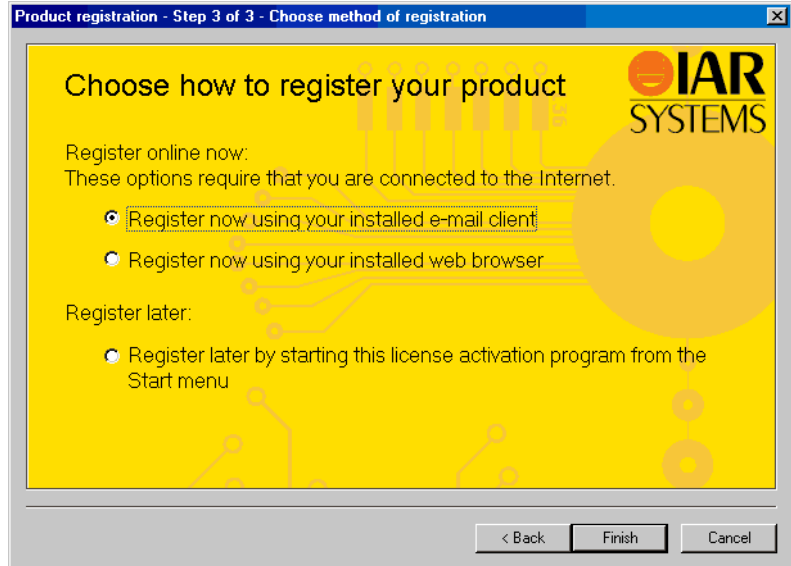 Product registration - Step 3 of 3 - Choose method of registration
Choose how to register your product
IAR
SYSTEMS
.36
Register online now:
These options require that you are connected to the Internet.
Register now using your installed e-mail client
Register now using your installed web browser
Register later:
Register later by starting this license activation program from the
Start menu
< Back
Finish
Cancel